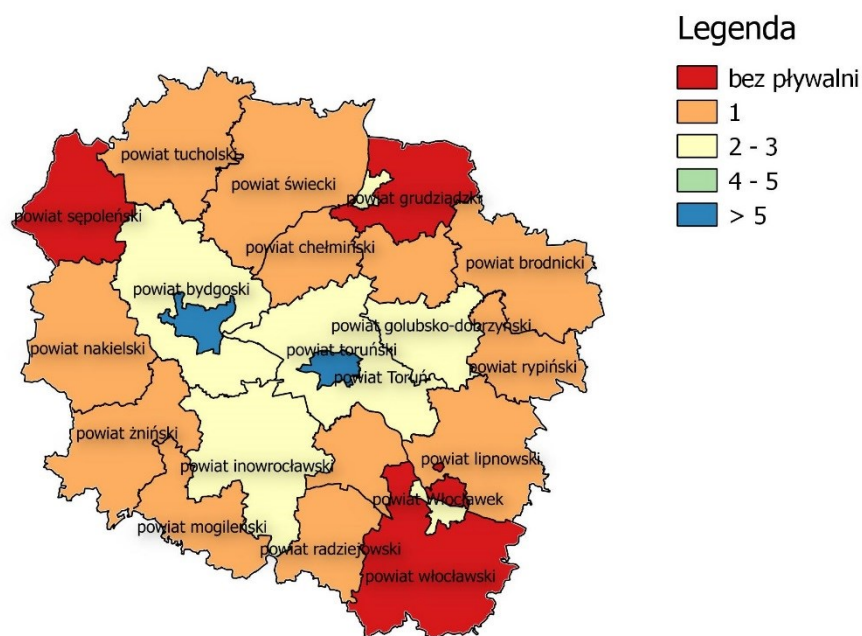 Legenda
bez pływalni
1
2 - 3
4 - 5
> 5
powiat tucholski
powiat świecki
powiat grudziądzki
powiat sępoleński
powiat chełmiński
powiat brodnicki
powiat bydgoski
powiat golubsko-dobrzyński
powiat nakielski
powiat toruński
powiat Toruń
powiat rypiński
powiat żniński
powiat inowrocławski
powiat lipnowski
powiat Włocławek
powiat mogileński
powiat radziejowski
powiat włocławski